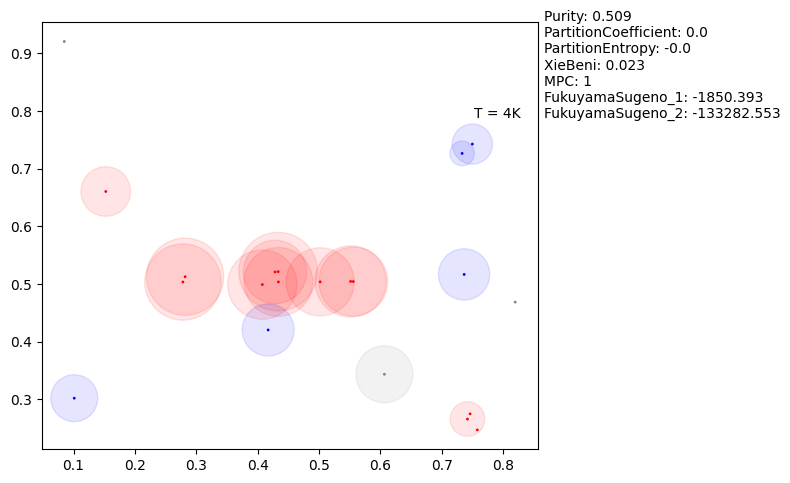 Purity: 0.509
PartitionCoefficient: 0.0
PartitionEntropy: -0.0
XieBeni: 0.023
MPC: 1
FukuyamaSugeno_1: -1850.393
FukuyamaSugeno_2: -133282.553
T = 4K
0.9
0.8
0.7
0.6
0.5
0.4
0.3
0.1 0.2 0.3 0.4 0.5 0.6 0.7 0.8